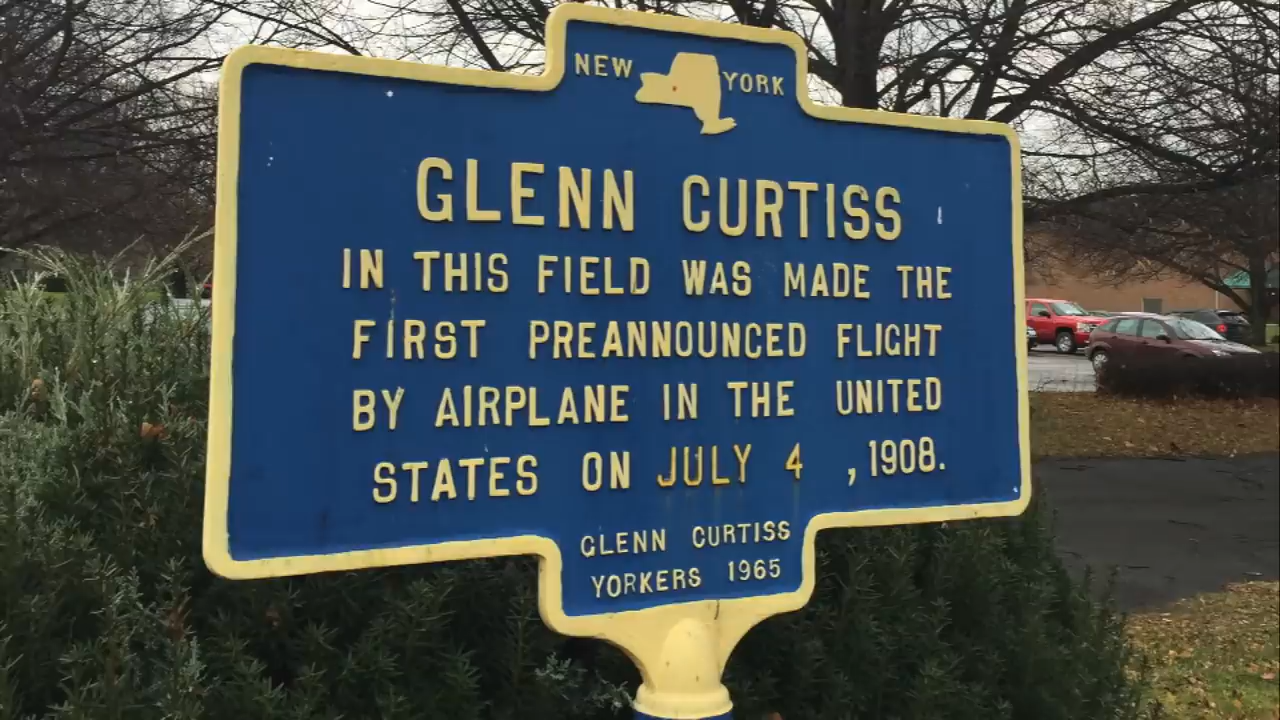 NEW YORK
GLENN CURTISS
IN THIS FIELD WAS MADE THE
FIRST PREANNOUNCED FLIGHT
BY AIRPLANE IN THE UNITED
STATES ON JULY 4 , 1908.
GLENN CURTISS
YORKERS 1965